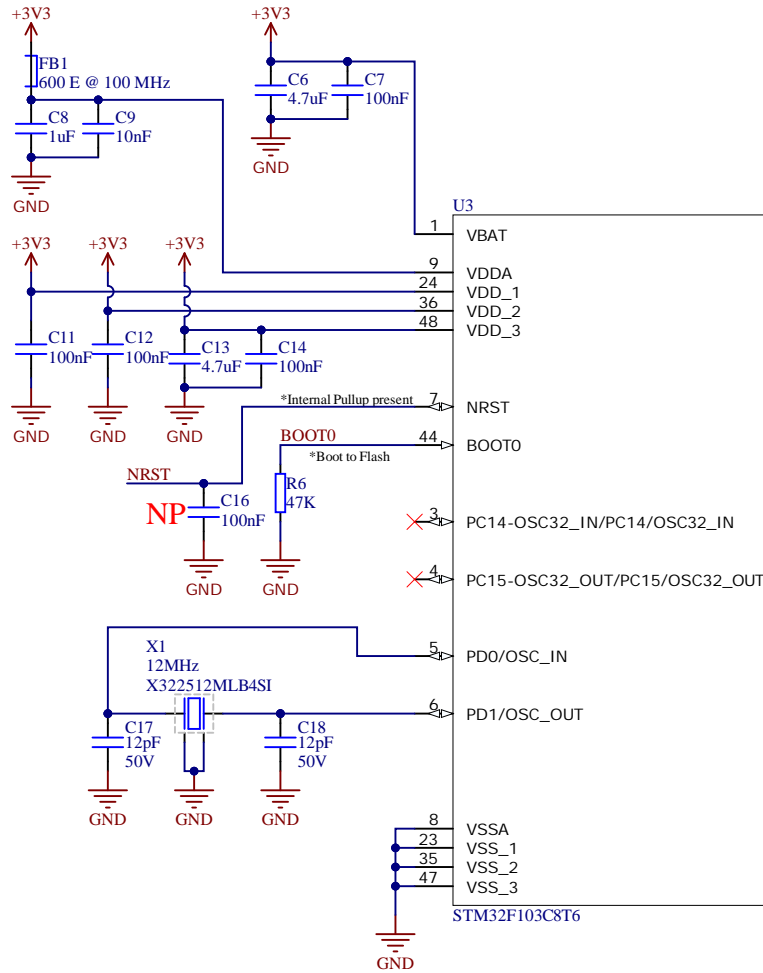 +3V3
FB1
600 E @ 100 MHz
C8
1uF
C9
10nF
GND
+3V3
C6
4.7uF
C7
100nF
GND
+3V3
+3V3
+3V3
C11
100nF
C12
100nF
C13
4.7uF
C14
100nF
GND
GND
GND
*Internal Pullup present
NRST
NP
C16
100nF
GND
BOOT0
*Boot to Flash
R6
47K
GND
X1
12MHz
X322512MLB4SI
C17
12pF
50V
GND
GND
C18
12pF
50V
GND
U3
1 VBAT
9 VDDA
24 VDD_1
36 VDD_2
48 VDD_3
7 NRST
44 BOOT0
3 PC14-OSC32_IN/PC14/OSC32_IN
4 PC15-OSC32_OUT/PC15/OSC32_OUT
5 PD0/OSC_IN
6 PD1/OSC_OUT
8 VSSA
23 VSS_1
35 VSS_2
47 VSS_3
STM32F103C8T6
GND